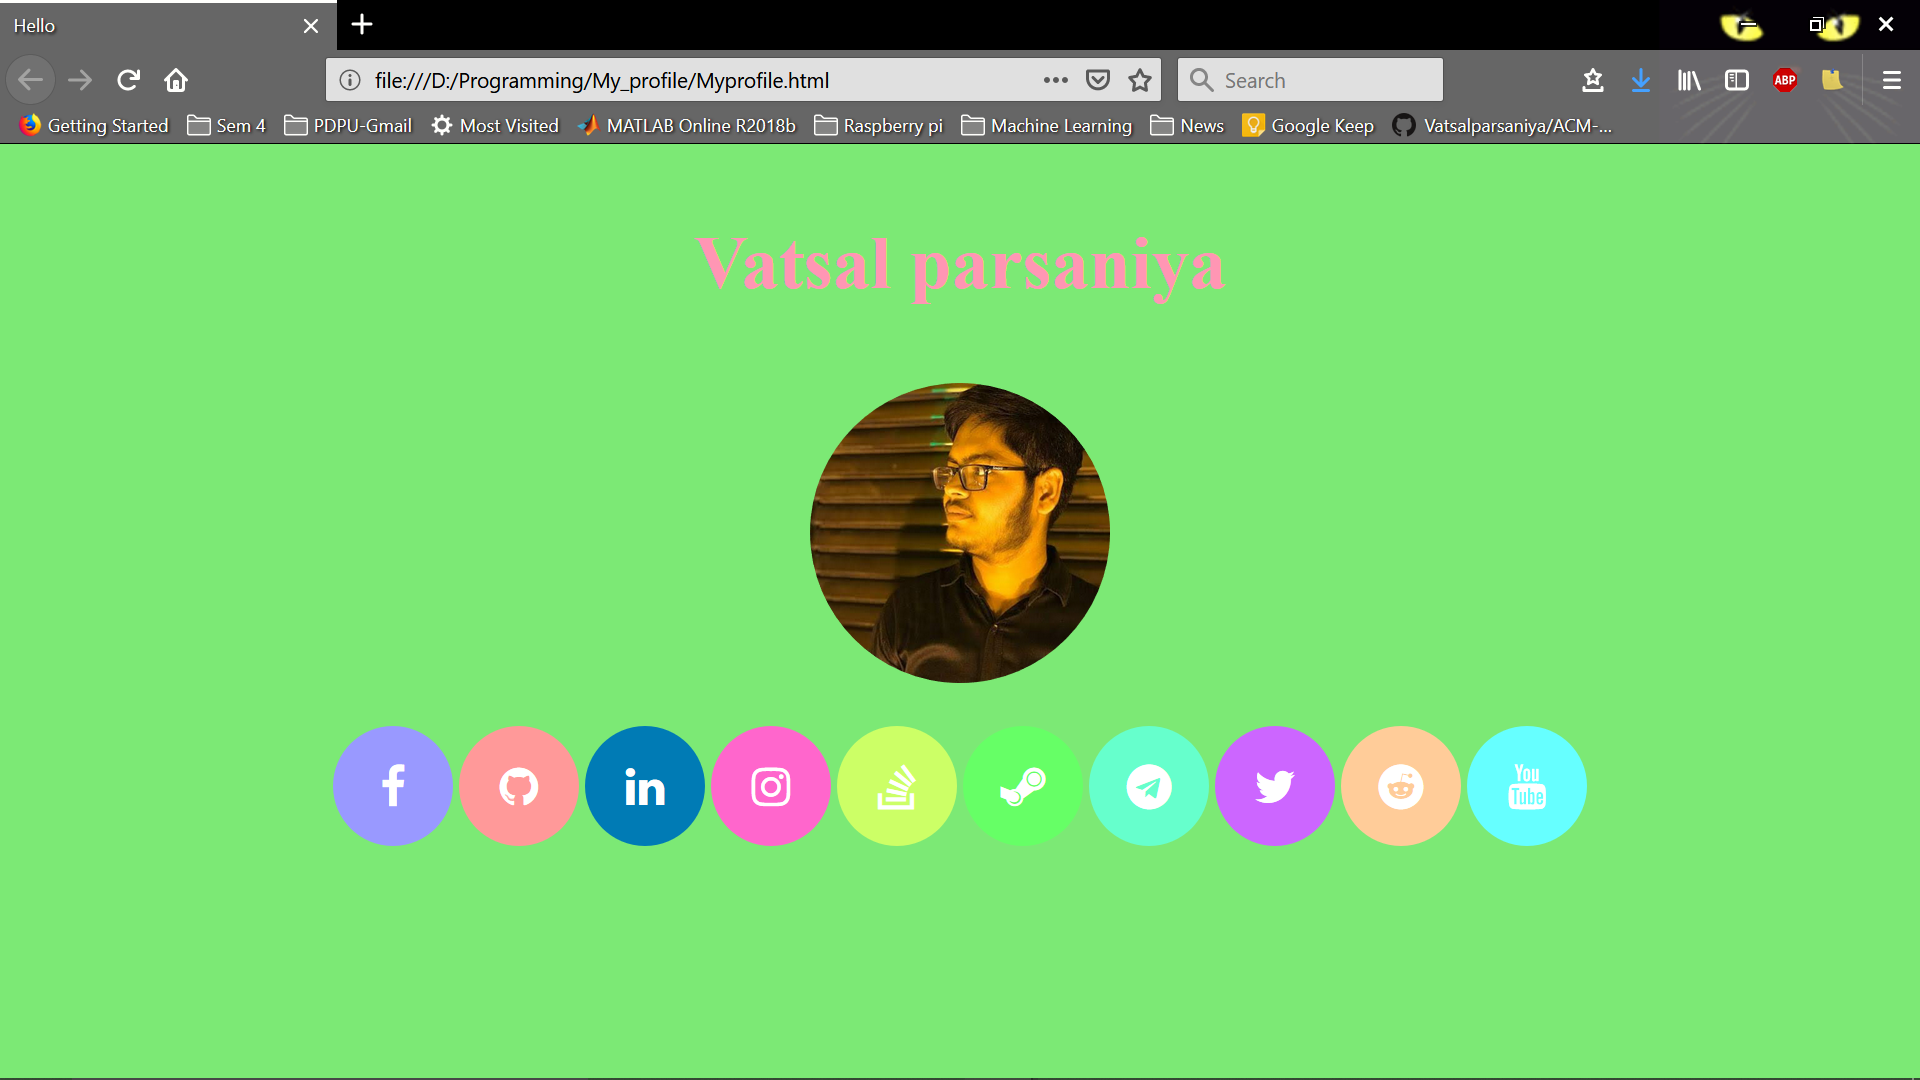 Hello
file:///D:/Programming/My_profile/Myprofile.html
Search
ABP
Getting Started Sem 4 PDPU-Gmail Most Visited MATLAB Online R2018b Raspberry pi Machine Learning News Google Keep Vatsalparsaniya/ACM-...
Vatsal parsaniya
f in You
Tube